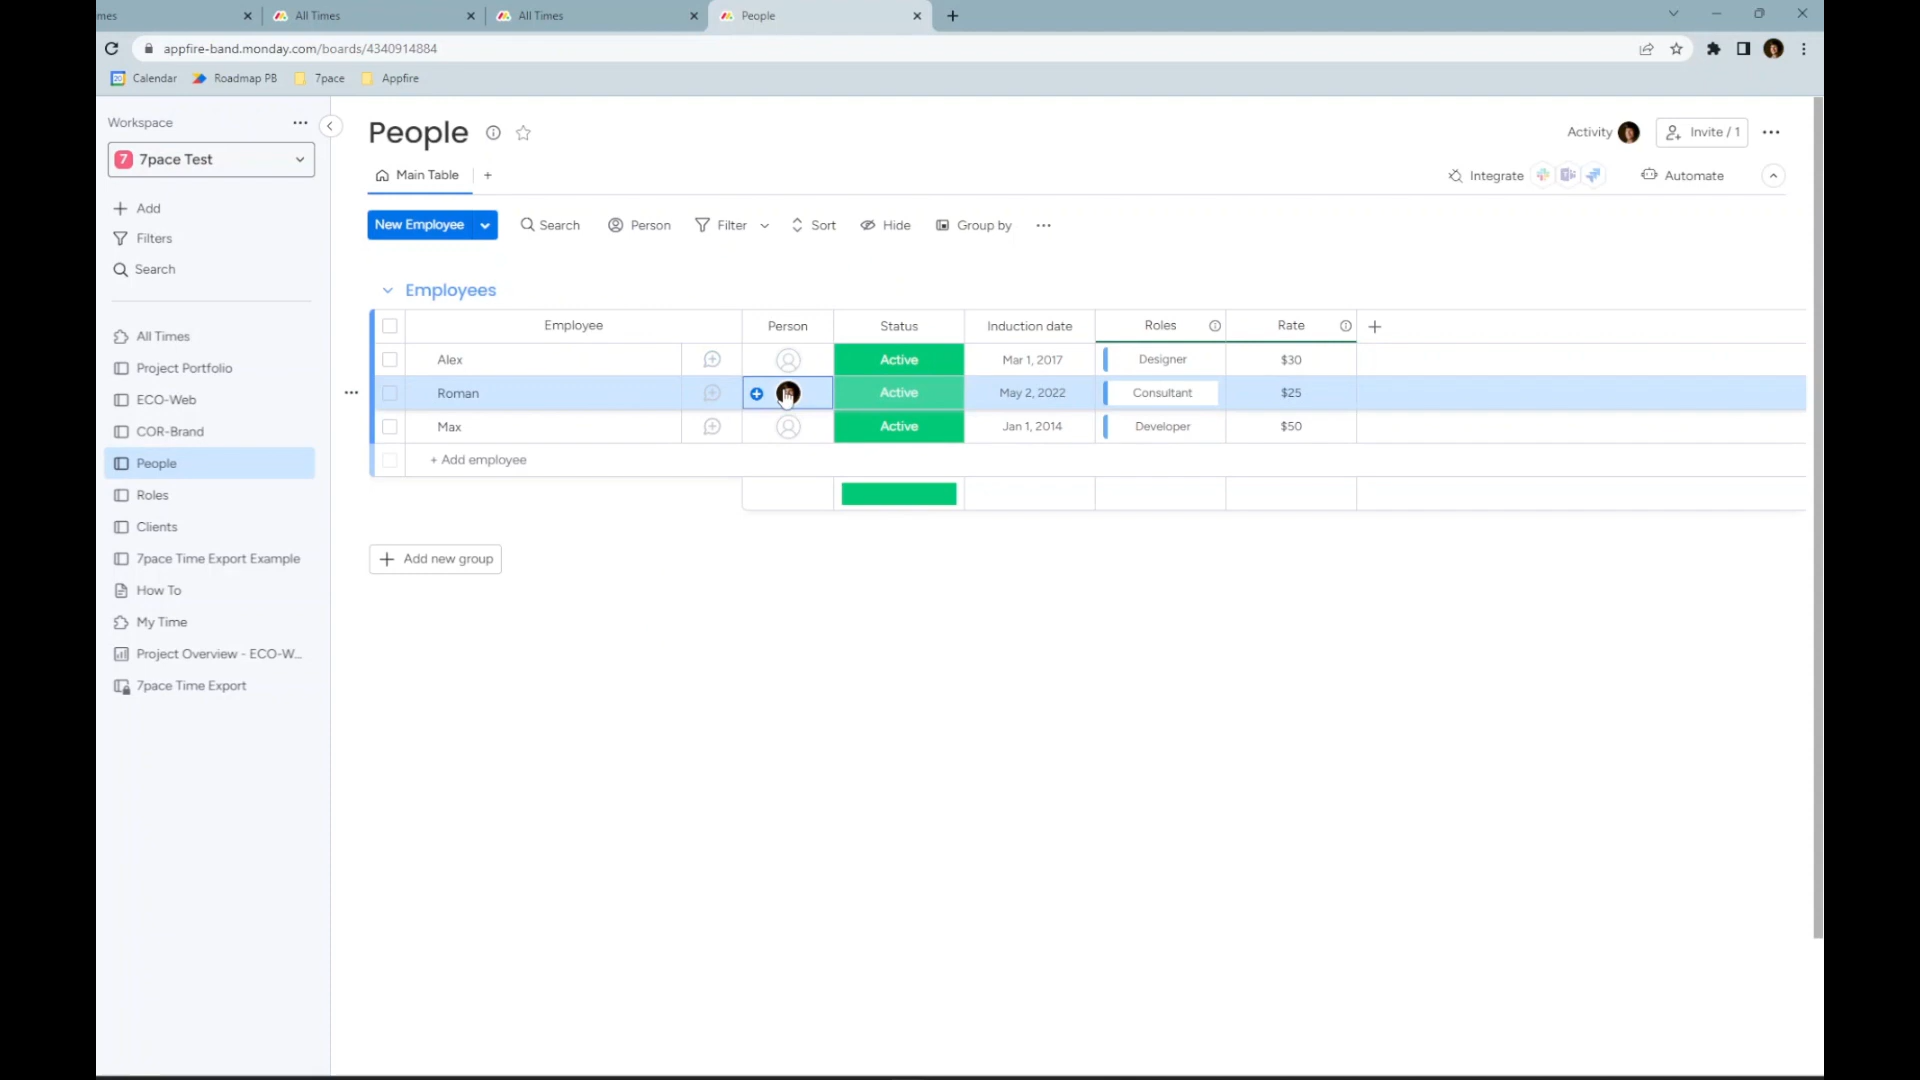 mes
All Times
All Times
People
appfire-band.monday.com/boards/4340914884
20 Calendar
Roadmap PB
7pace
Appfire
Workspace
7 7pace Test
Add
Filters
Search
All Times
Project Portfolio
ECO-Web
COR-Brand
People
Roles
Clients
7pace Time Export Example
How To
My Time
Project Overview - ECO-W...
7pace Time Export
People
Activity
Invite / 1
Main Table
Integrate
Automate
New Employee
Search
Person
Filter
Sort
Hide
Group by
Employees
Employee Person Status Induction date Roles Rate
Alex Active Mar 1, 2017 Designer $30
Roman Active May 2, 2022 Consultant $25
Max Active Jan 1, 2014 Developer $50
+ Add employee
Add new group